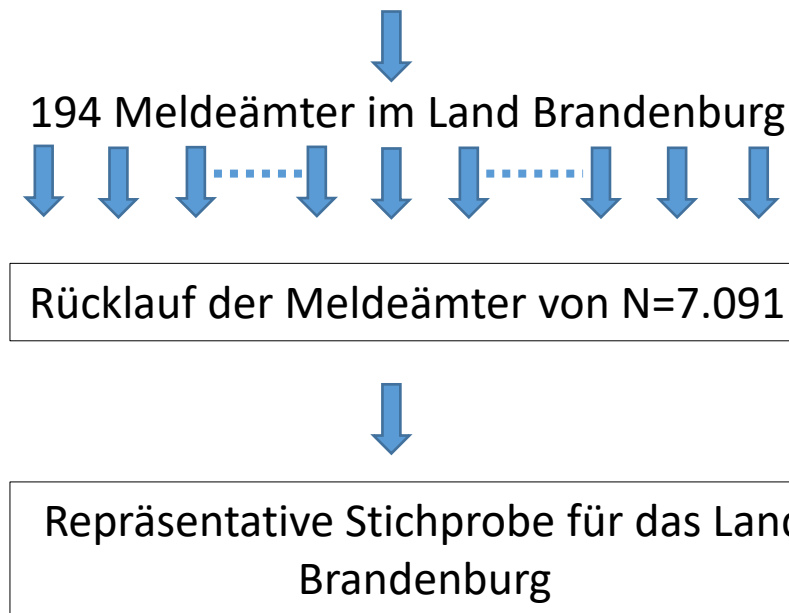 194 Meldeämter im Land Brandenburg
Rücklauf der Meldeämter von N=7.091
Repräsentative Stichprobe für das Land
Brandenburg